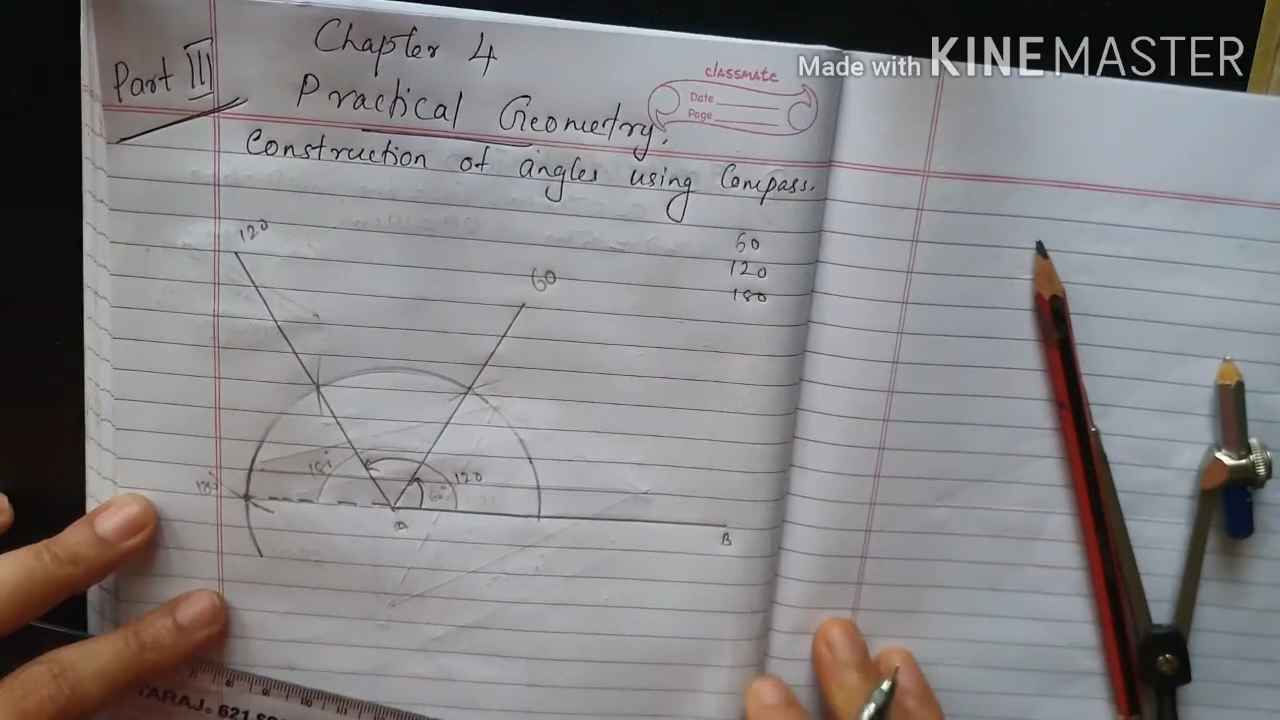 Made with KINEMASTER
Part III
Chapter 4
Practical Geometry.
classmate
Date
Page
Construction of angles using Compass.
60
120
180
120
60
180
120
60
B